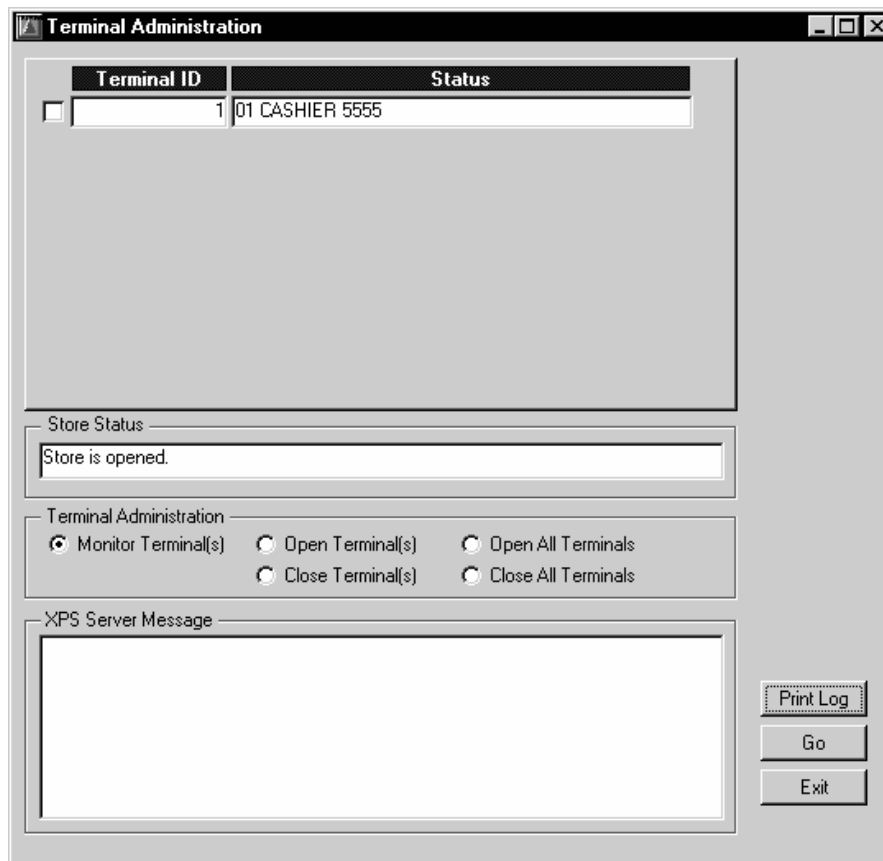 Terminal Administration
Terminal ID Status
1 01 CASHIER 5555
Store Status
Store is opened.
Terminal Administration
Monitor Terminal(s) Open Terminal(s) Open All Terminals
Close Terminal(s) Close All Terminals
XPS Server Message
Print Log
Go
Exit